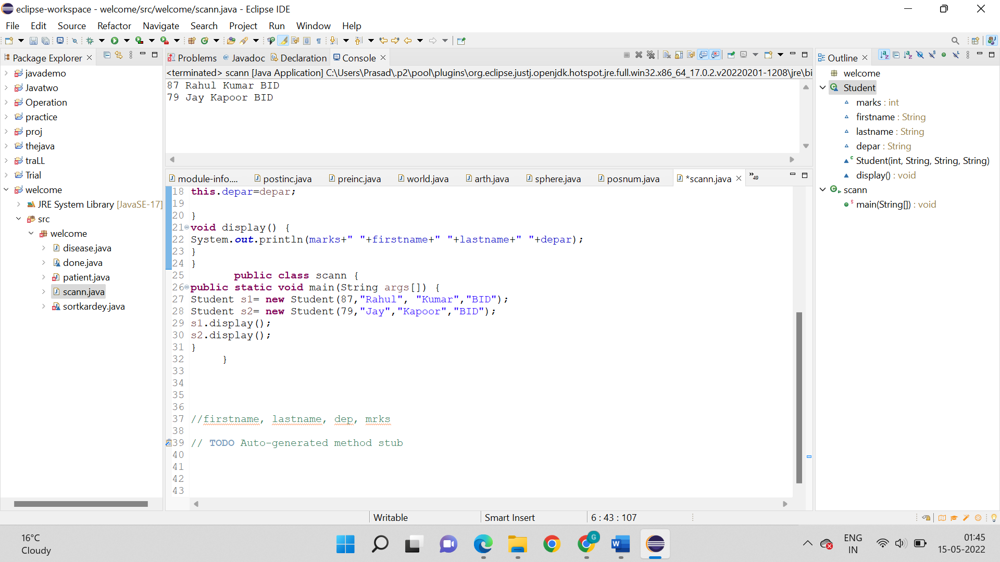 eclipse-workspace - welcome/src/welcome/scann.java - Eclipse IDE
File Edit Source Refactor Navigate Search Project Run Window Help
Package Explorer
javademo
Javatwo
Operation
practice
proj
thejava
traLL
Trial
welcome
JRE System Library [JavaSE-17]
src
welcome
disease.java
done.java
patient.java
scann.java
sortkardey.java
Problems @ Javadoc Declaration Console
<terminated> scann [Java Application] C:\Users\Prasad\.p2\pool\plugins\org.eclipse.justj.openjdk.hotspot.jre.full.win32.x86_64_17.0.2.v20220201-1208\jre\bi
87 Rahul Kumar BID
79 Jay Kapoor BID
module-info.... postinc.java preinc.java world.java arth.java sphere.java posnum.java *scann.java »49
18 this.depar=depar;
19
20 }
21 void display() {
22 System.out.println(marks+" "+firstname+" "+lastname+" "+depar);
23 }
24 }
25 public class scann {
26 public static void main(String args[]) {
27 Student s1= new Student(87,"Rahul", "Kumar","BID");
28 Student s2= new Student(79,"Jay","Kapoor","BID");
29 s1.display();
30 s2.display();
31 }
32 }
33
34
35
36
37 //firstname, lastname, dep, mrks
38
39 // TODO Auto-generated method stub
40
41
42
43
Outline
welcome
Student
marks : int
firstname : String
lastname : String
depar : String
Student(int, String, String, String)
display() : void
scann
main(String[]) : void
Writable Smart Insert 6 : 43 : 107
16°C
Cloudy
G
W
ENG
IN
01:45
15-05-2022